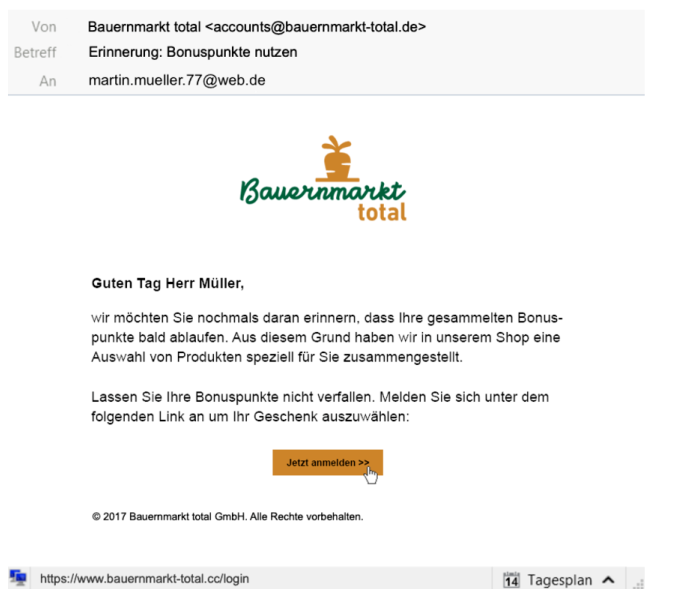 Von Bauernmarkt total <accounts@bauernmarkt-total.de>
Betreff Erinnerung: Bonuspunkte nutzen
An martin.mueller.77@web.de
Bauernmarkt
total
Guten Tag Herr Müller,
wir möchten Sie nochmals daran erinnern, dass Ihre gesammelten Bonus-
punkte bald ablaufen. Aus diesem Grund haben wir in unserem Shop eine
Auswahl von Produkten speziell für Sie zusammengestellt.
Lassen Sie Ihre Bonuspunkte nicht verfallen. Melden Sie sich unter dem
folgenden Link an um Ihr Geschenk auszuwählen:
Jetzt anmelden >>
© 2017 Bauernmarkt total GmbH. Alle Rechte vorbehalten.
https://www.bauernmarkt-total.cc/login 14 Tagesplan